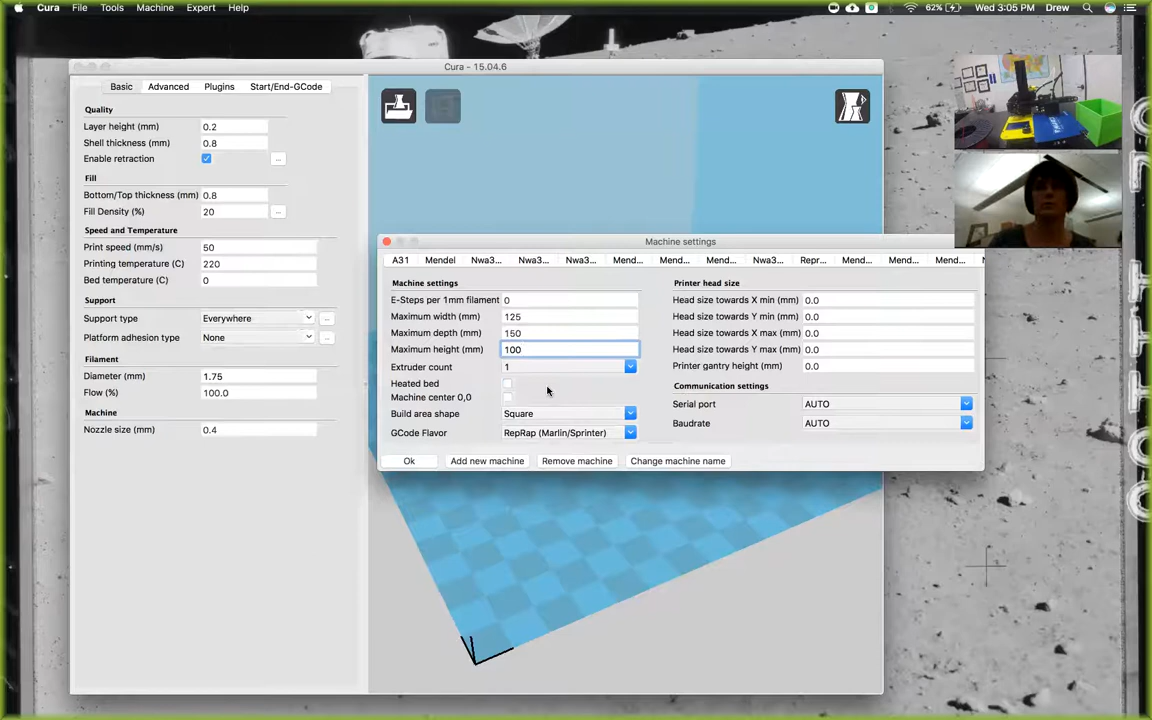 Cura File Tools Machine Expert Help 62% Wed 3:05 PM Drew
Cura - 15.04.6
Basic Advanced Plugins Start/End-GCode
Quality
Layer height (mm) 0.2
Shell thickness (mm) 0.8
Enable retraction ...
Fill
Bottom/Top thickness (mm) 0.8
Fill Density (%) 20 ...
Speed and Temperature
Print speed (mm/s) 50
Printing temperature (C) 220
Bed temperature (C) 0
Support
Support type Everywhere ...
Platform adhesion type None ...
Filament
Diameter (mm) 1.75
Flow (%) 100.0
Machine
Nozzle size (mm) 0.4
Machine settings
A31 Mendel Nwa3... Nwa3... Nwa3... Mend... Mend... Mend... Nwa3... Repr... Mend... Mend... Mend...
Machine settings
E-Steps per 1mm filament 0
Maximum width (mm) 125
Maximum depth (mm) 150
Maximum height (mm) 100
Extruder count 1
Heated bed
Machine center 0,0
Build area shape Square
GCode Flavor RepRap (Marlin/Sprinter)
Printer head size
Head size towards X min (mm) 0.0
Head size towards Y min (mm) 0.0
Head size towards X max (mm) 0.0
Head size towards Y max (mm) 0.0
Printer gantry height (mm) 0.0
Communication settings
Serial port AUTO
Baudrate AUTO
Ok Add new machine Remove machine Change machine name